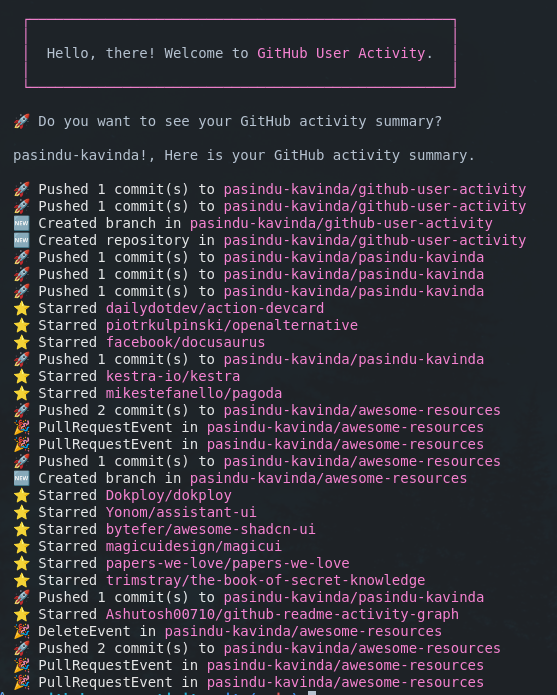 Hello, there! Welcome to GitHub User Activity.
🚀 Do you want to see your GitHub activity summary?
pasindu-kavinda!, Here is your GitHub activity summary.
🚀 Pushed 1 commit(s) to pasindu-kavinda/github-user-activity
🚀 Pushed 1 commit(s) to pasindu-kavinda/github-user-activity
🆕 Created branch in pasindu-kavinda/github-user-activity
🆕 Created repository in pasindu-kavinda/github-user-activity
🚀 Pushed 1 commit(s) to pasindu-kavinda/pasindu-kavinda
🚀 Pushed 1 commit(s) to pasindu-kavinda/pasindu-kavinda
🚀 Pushed 1 commit(s) to pasindu-kavinda/pasindu-kavinda
⭐ Starred dailydotdev/action-devcard
⭐ Starred piotrkulpinski/openalternative
⭐ Starred facebook/docusaurus
🚀 Pushed 1 commit(s) to pasindu-kavinda/pasindu-kavinda
⭐ Starred kestra-io/kestra
⭐ Starred mikestefanello/pagoda
🚀 Pushed 2 commit(s) to pasindu-kavinda/awesome-resources
🎉 PullRequestEvent in pasindu-kavinda/awesome-resources
🎉 PullRequestEvent in pasindu-kavinda/awesome-resources
🚀 Pushed 1 commit(s) to pasindu-kavinda/awesome-resources
🆕 Created branch in pasindu-kavinda/awesome-resources
⭐ Starred Dokploy/dokploy
⭐ Starred Yonom/assistant-ui
⭐ Starred bytefer/awesome-shadcn-ui
⭐ Starred magicuidesign/magicui
⭐ Starred papers-we-love/papers-we-love
⭐ Starred trimstray/the-book-of-secret-knowledge
🚀 Pushed 1 commit(s) to pasindu-kavinda/pasindu-kavinda
⭐ Starred Ashutosh00710/github-readme-activity-graph
🎉 DeleteEvent in pasindu-kavinda/awesome-resources
🚀 Pushed 2 commit(s) to pasindu-kavinda/awesome-resources
🎉 PullRequestEvent in pasindu-kavinda/awesome-resources
🎉 PullRequestEvent in pasindu-kavinda/awesome-resources